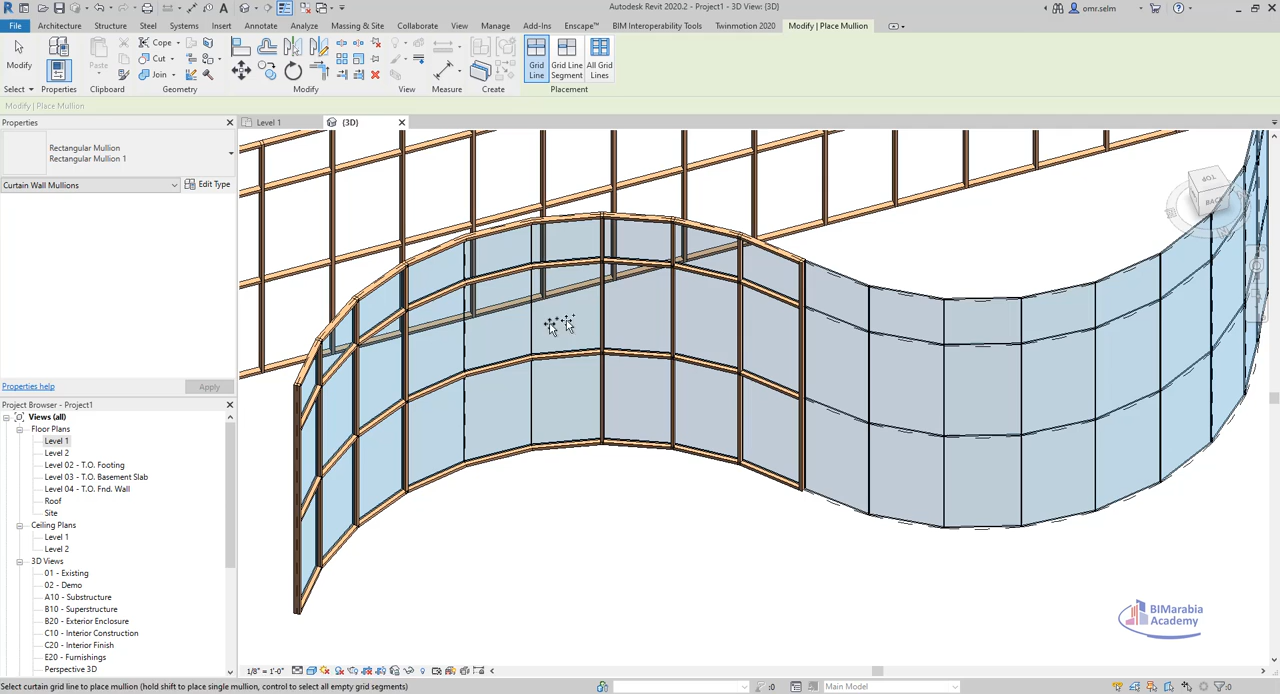 Autodesk Revit 2020.2 - Project1 - 3D View: {3D}
omr.selm
File Architecture Structure Steel Systems Insert Annotate Analyze Massing & Site Collaborate View Manage Add-Ins Enscape™ BIM Interoperability Tools Twinmotion 2020 Modify | Place Mullion
Modify
Paste
Cope
Cut
Join
Grid Line
Grid Line Segment
All Grid Lines
Select Properties Clipboard Geometry Modify View Measure Create Placement
Modify | Place Mullion
Properties
Level 1
{3D}
Rectangular Mullion
Rectangular Mullion 1
Curtain Wall Mullions
Edit Type
TOP
BACK
Properties help
Apply
Project Browser - Project1
Views (all)
Floor Plans
Level 1
Level 2
Level 02 - T.O. Footing
Level 03 - T.O. Basement Slab
Level 04 - T.O. Fnd. Wall
Roof
Site
Ceiling Plans
Level 1
Level 2
3D Views
01 - Existing
02 - Demo
A10 - Substructure
B10 - Superstructure
B20 - Exterior Enclosure
C10 - Interior Construction
C20 - Interior Finish
E20 - Furnishings
Perspective 3D
BIMarabia
Academy
1/8" = 1'-0"
Select curtain grid line to place mullion (hold shift to place single mullion, control to select all empty grid segments)
:0
Main Model
:0